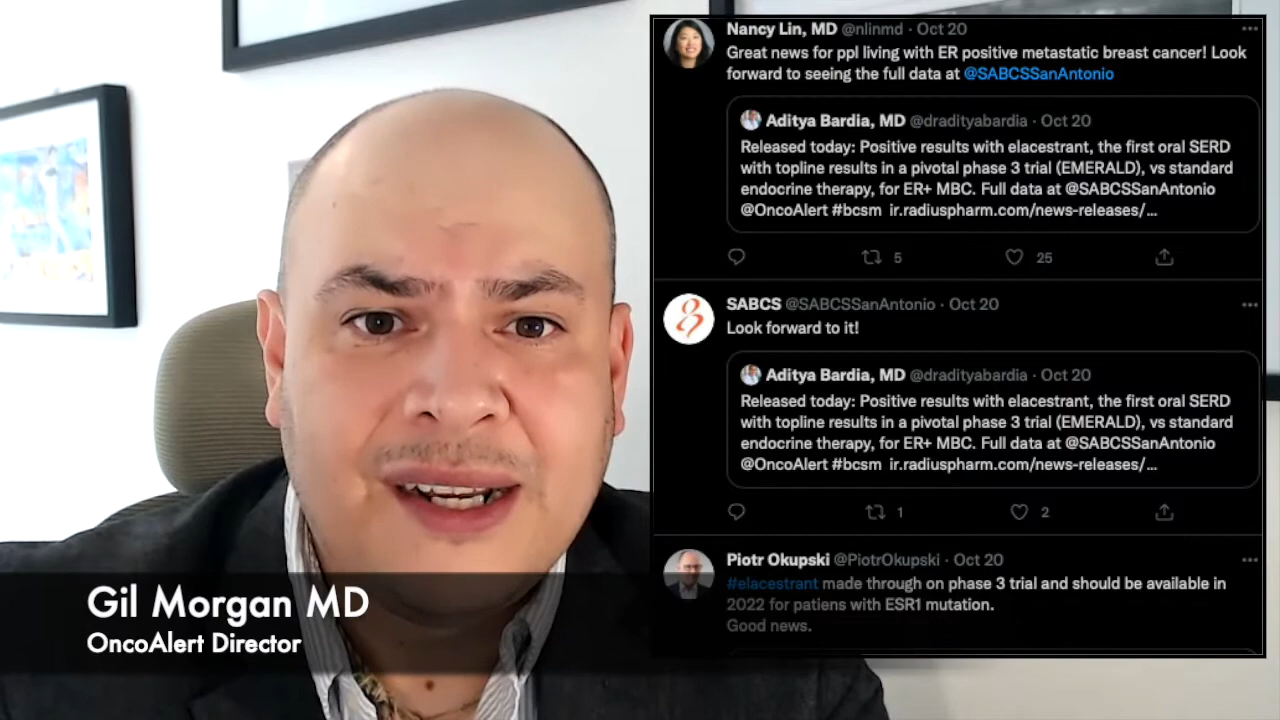 Nancy Lin, MD @nlinmd · Oct 20
Great news for ppl living with ER positive metastatic breast cancer! Look
forward to seeing the full data at @SABCSSanAntonio
Aditya Bardia, MD @dradityabardia · Oct 20
Released today: Positive results with elacestrant, the first oral SERD
with topline results in a pivotal phase 3 trial (EMERALD), vs standard
endocrine therapy, for ER+ MBC. Full data at @SABCSSanAntonio
@OncoAlert #bcsm ir.radiuspharm.com/news-releases/...
5 25
SABCS @SABCSSanAntonio · Oct 20
Look forward to it!
Aditya Bardia, MD @dradityabardia · Oct 20
Released today: Positive results with elacestrant, the first oral SERD
with topline results in a pivotal phase 3 trial (EMERALD), vs standard
endocrine therapy, for ER+ MBC. Full data at @SABCSSanAntonio
@OncoAlert #bcsm ir.radiuspharm.com/news-releases/...
1 2
Piotr Okupski @PiotrOkupski · Oct 20
#elacestrant made through on phase 3 trial and should be available in
2022 for patiens with ESR1 mutation.
Good news.
Gil Morgan MD
OncoAlert Director